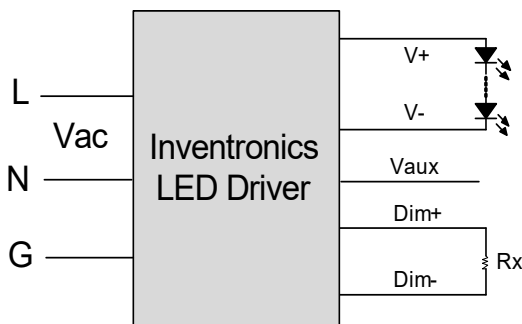 L
Vac
N
G
Inventronics
LED Driver
V+
V-
Vaux
Dim+
Rx
Dim-